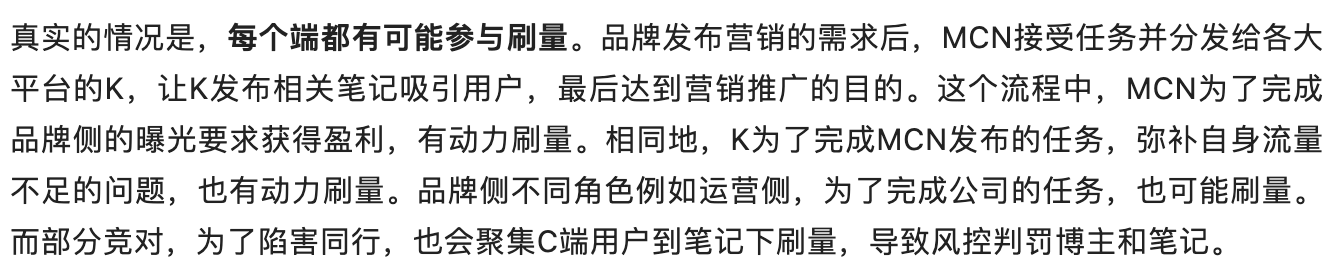 真实的情况是，每个端都有可能参与刷量。品牌发布营销的需求后，MCN接受任务并分发给各大
平台的K，让K发布相关笔记吸引用户，最后达到营销推广的目的。这个流程中，MCN为了完成
品牌侧的曝光要求获得盈利，有动力刷量。相同地，K为了完成MCN发布的任务，弥补自身流量
不足的问题，也有动力刷量。品牌侧不同角色例如运营侧，为了完成公司的任务，也可能刷量。
而部分竞对，为了陷害同行，也会聚集C端用户到笔记下刷量，导致风控判罚博主和笔记。